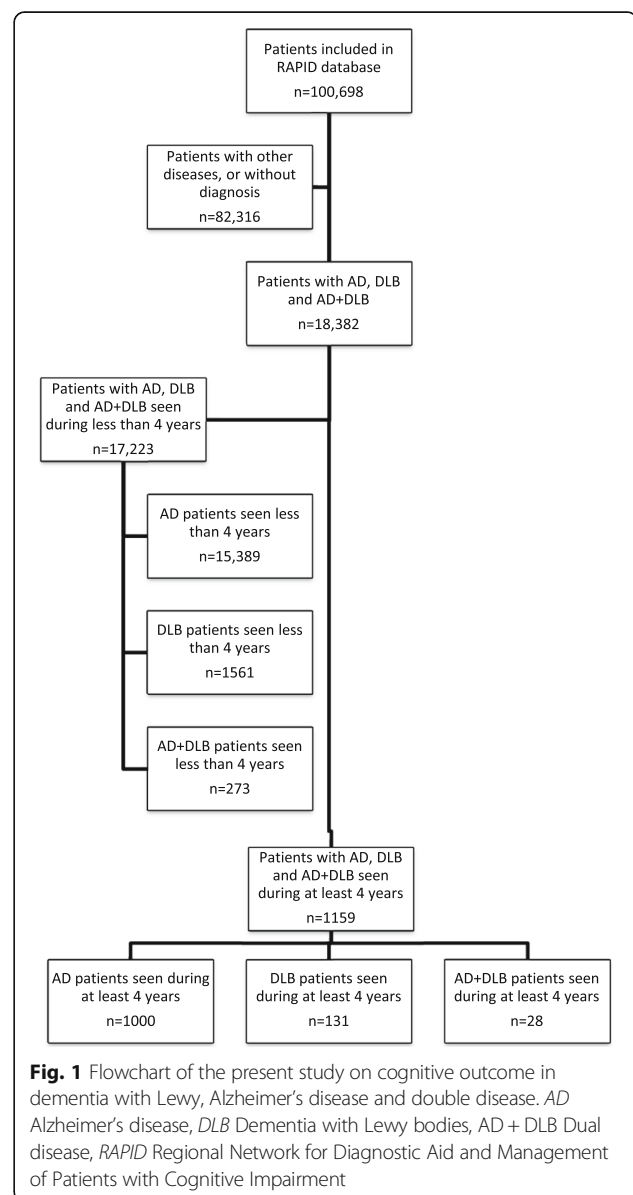 Patients included in
RAPID database
n=100,698
Patients with other
diseases, or without
diagnosis
n=82,316
Patients with AD, DLB
and AD+DLB
n=18,382
Patients with AD, DLB
and AD+DLB seen
during less than 4 years
n=17,223
AD patients seen less
than 4 years
n=15,389
DLB patients seen less
than 4 years
n=1561
AD+DLB patients seen
less than 4 years
n=273
Patients with AD, DLB
and AD+DLB seen
during at least 4 years
n=1159
AD patients seen during
at least 4 years
n=1000
DLB patients seen
during at least 4 years
n=131
AD+DLB patients seen
during at least 4 years
n=28
Fig. 1 Flowchart of the present study on cognitive outcome in
dementia with Lewy, Alzheimer's disease and double disease. AD
Alzheimer's disease, DLB Dementia with Lewy bodies, AD + DLB Dual
disease, RAPID Regional Network for Diagnostic Aid and Management
of Patients with Cognitive Impairment